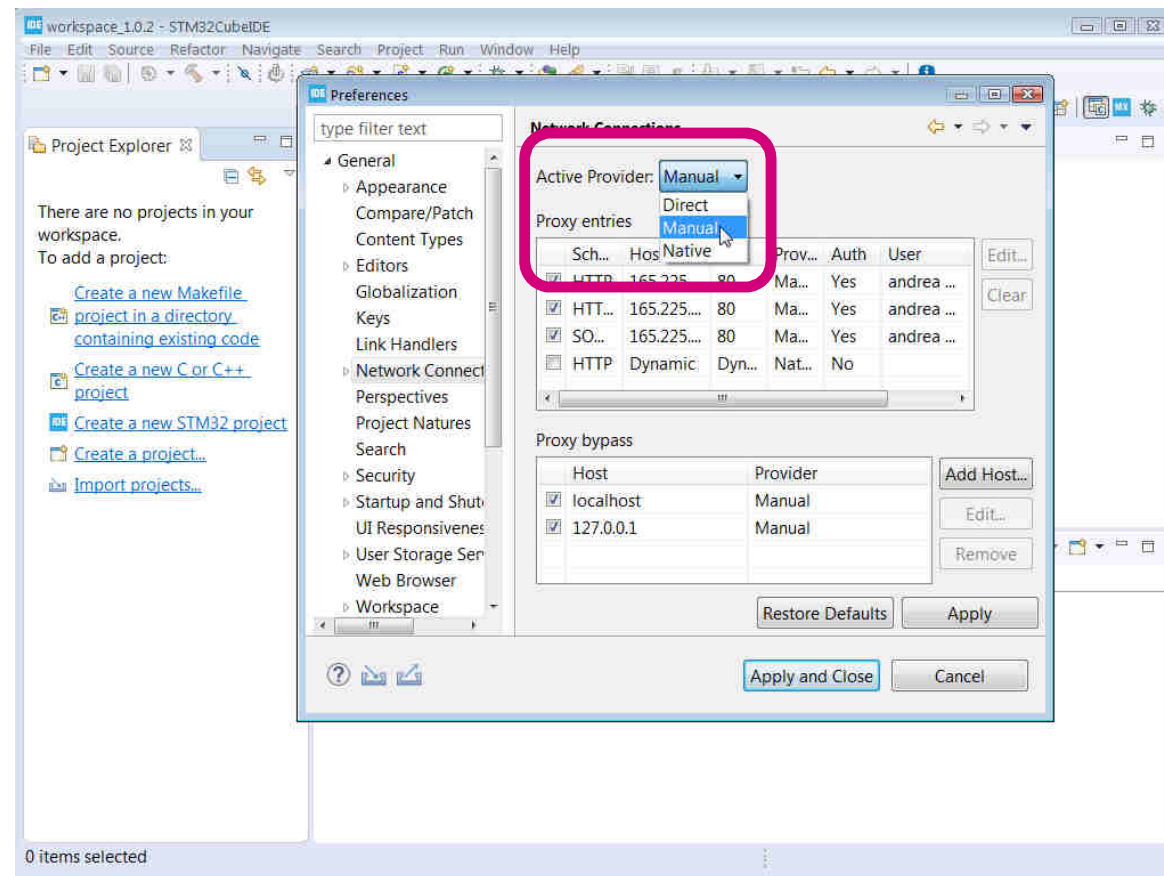 workspace_1.0.2 - STM32CubeIDE
File Edit Source Refactor Navigate Search Project Run Window Help
Project Explorer
There are no projects in your
workspace.
To add a project:
Create a new Makefile
project in a directory
containing existing code
Create a new C or C++
project
Create a new STM32 project
Create a project...
Import projects...
0 items selected
IDE Preferences
type filter text
General
Appearance
Compare/Patch
Content Types
Editors
Globalization
Keys
Link Handlers
Network Connect
Perspectives
Project Natures
Search
Security
Startup and Shut
UI Responsivenes
User Storage Ser
Web Browser
Workspace
Network Connections
Active Provider: Manual
Direct
Manual
Native
Proxy entries
Sch... Hos Prov... Auth User
HTTP 165.225.... 80 Ma... Yes andrea ...
HTT... 165.225.... 80 Ma... Yes andrea ...
SO... 165.225.... 80 Ma... Yes andrea ...
HTTP Dynamic Dyn... Nat... No
Edit...
Clear
Proxy bypass
Host Provider
localhost Manual
127.0.0.1 Manual
Add Host...
Edit...
Remove
Restore Defaults Apply
Apply and Close Cancel